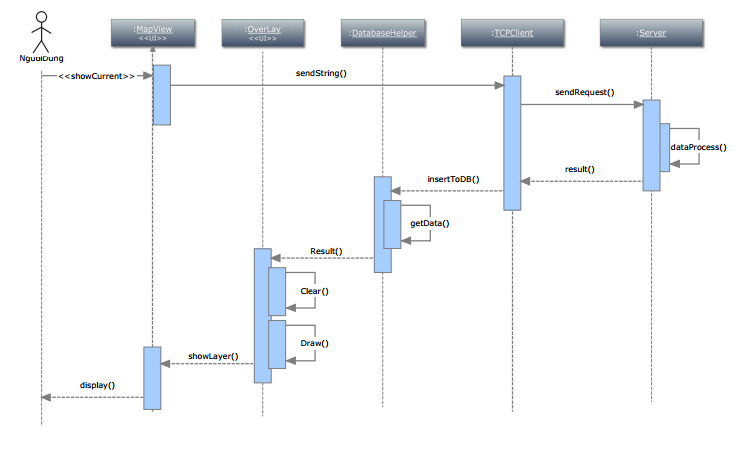 :MapView
<<UI>>
:OverLay
<<UI>>
:DatabaseHelper
:TCPClient
:Server
NguoiDung
<<showCurrent>>
sendString()
sendRequest()
dataProcess()
result()
insertToDB()
getData()
Result()
Clear()
Draw()
showLayer()
display()